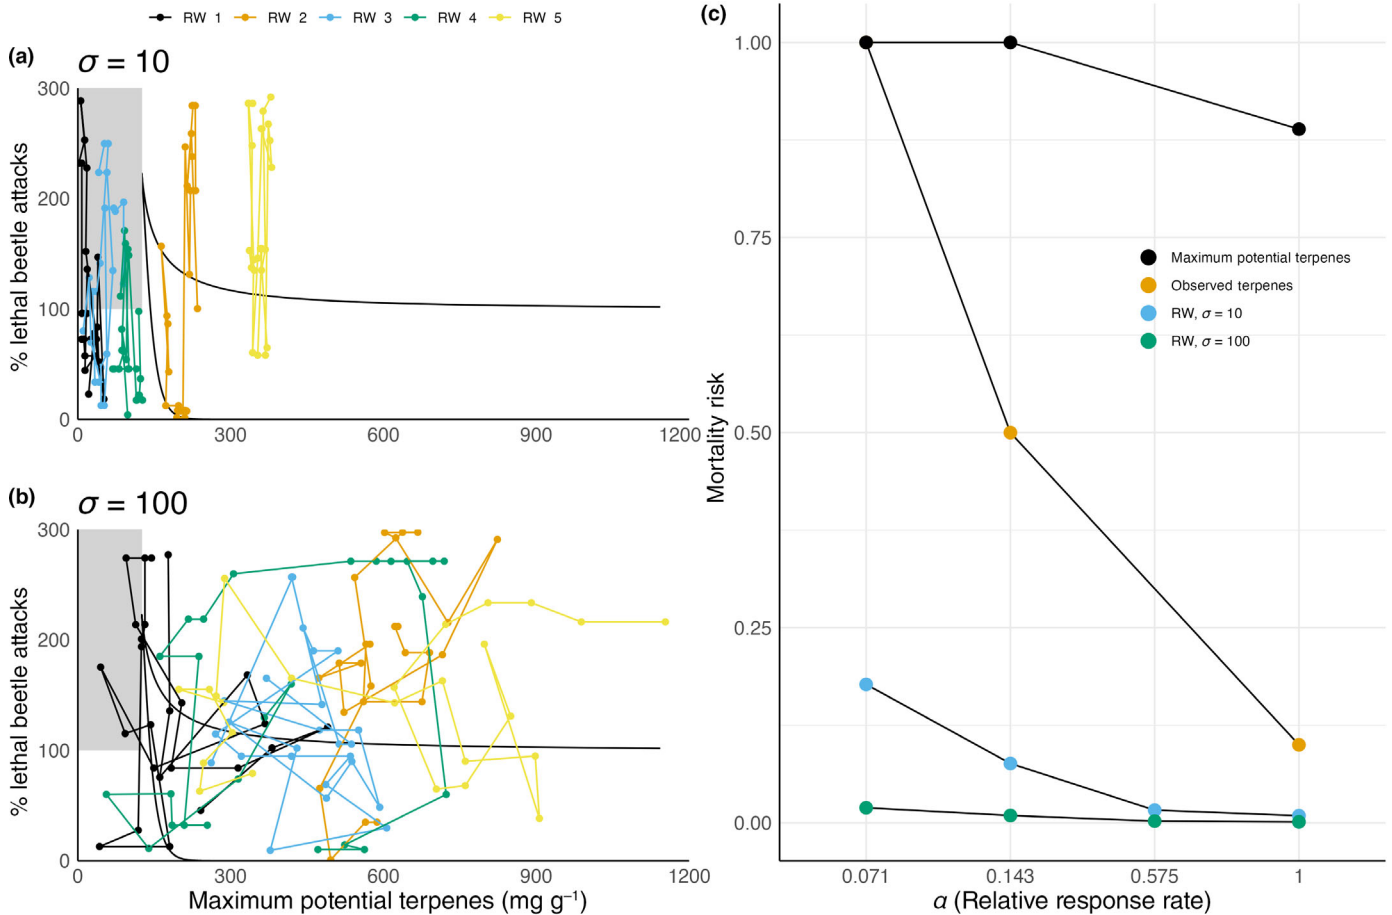 RW 1 RW 2 RW 3 RW 4 RW 5
(a)
σ = 10
% lethal beetle attacks
300
200
100
0
0 300 600 900 1200
(b)
σ = 100
% lethal beetle attacks
300
200
100
0
0 300 600 900 1200
Maximum potential terpenes (mg g⁻¹)
(c)
Mortality risk
1.00
0.75
0.50
0.25
0.00
Maximum potential terpenes
Observed terpenes
RW, σ = 10
RW, σ = 100
0.071 0.143 0.575 1
α (Relative response rate)